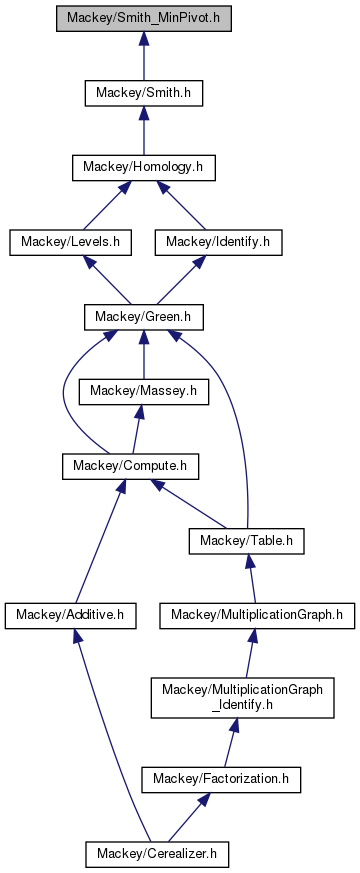 Mackey/Smith_MinPivot.h
Mackey/Smith.h
Mackey/Homology.h
Mackey/Levels.h
Mackey/Identify.h
Mackey/Green.h
Mackey/Massey.h
Mackey/Compute.h
Mackey/Table.h
Mackey/Additive.h
Mackey/MultiplicationGraph.h
Mackey/MultiplicationGraph
_Identify.h
Mackey/Factorization.h
Mackey/Cerealizer.h